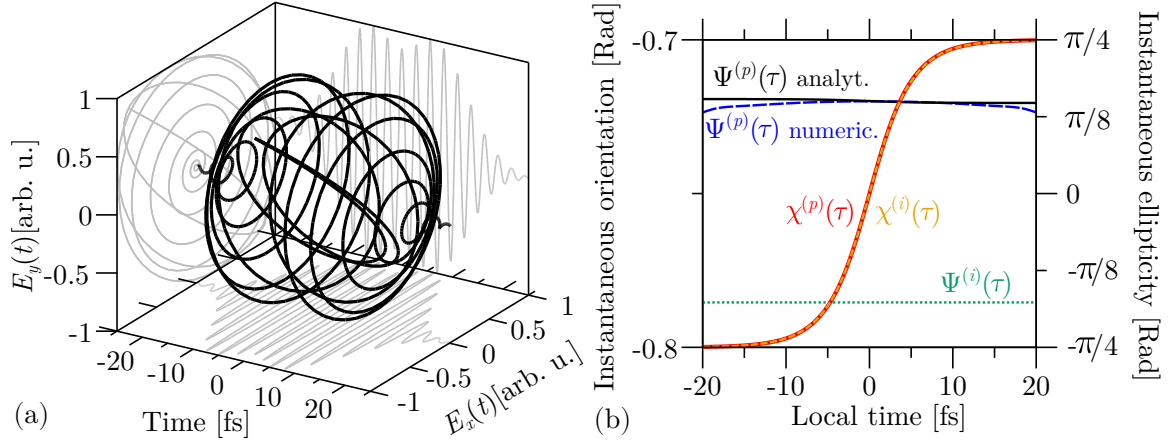 1
0.5
0
-0.5
-1
E_y(t)[arb. u.]
-20
-10
0
10
20
Time [fs]
-1
-0.5
0
0.5
1
E_x(t)[arb. u.]
(a)
Instantaneous orientation [Rad]
-0.7
-0.8
Ψ^(p)(τ) analyt.
Ψ^(p)(τ) numeric.
χ^(p)(τ)
χ^(i)(τ)
Ψ^(i)(τ)
π/4
π/8
0
-π/8
-π/4
Instantaneous ellipticity [Rad]
-20
-10
0
10
20
Local time [fs]
(b)